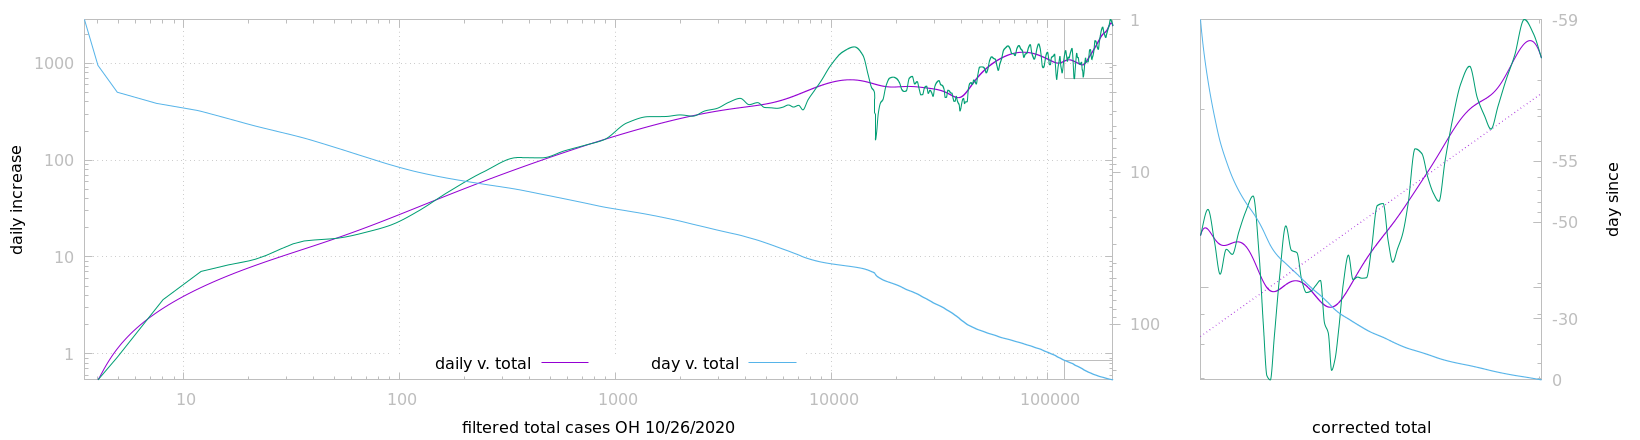 1000
100
10
1
daily increase
10
100
1000
10000
100000
filtered total cases OH 10/26/2020
daily v. total
day v. total
1
10
100
-59
-55
-50
-30
0
day since
corrected total